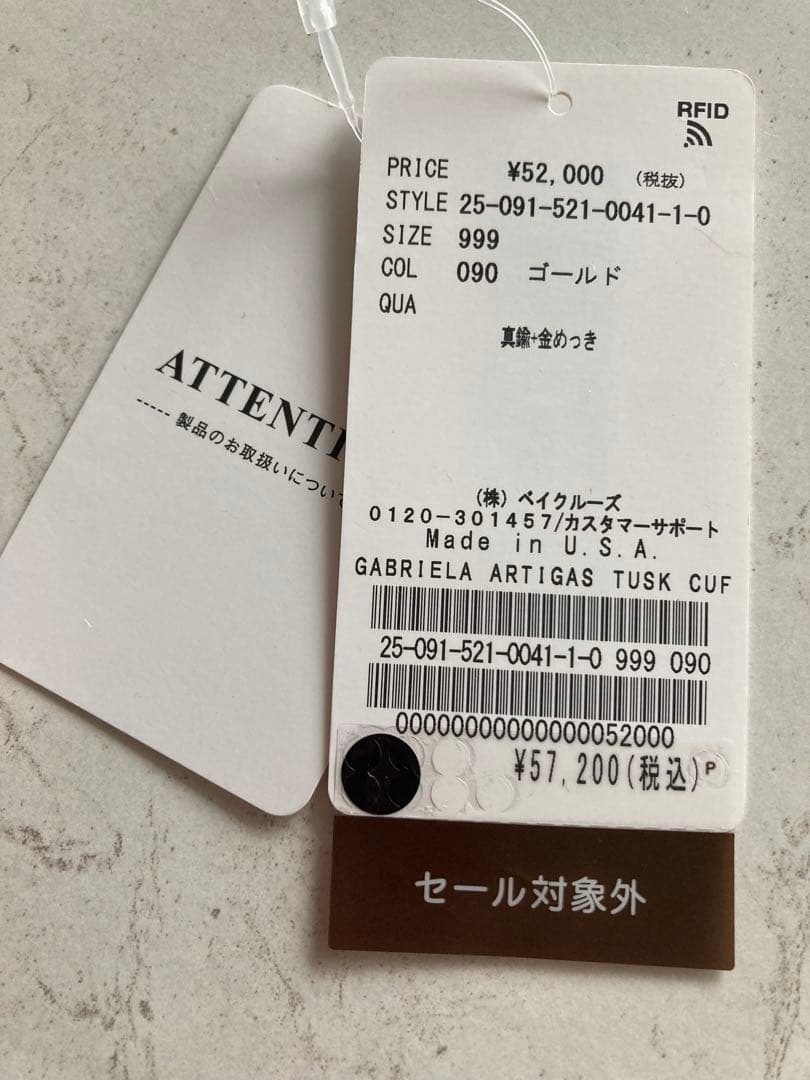 RFID
PRICE ¥52,000 (税抜)
STYLE 25-091-521-0041-1-0
SIZE 999
COL 090 ゴールド
QUA
真鍮+金めっき
(株) ベイクルーズ
0120-301457/カスタマーサポート
Made in U.S.A.
GABRIELA ARTIGAS TUSK CUF
25-091-521-0041-1-0 999 090
00000000000000052000
¥57,200(税込)P
セール対象外
ATTENTI
----- 製品のお取扱いについて